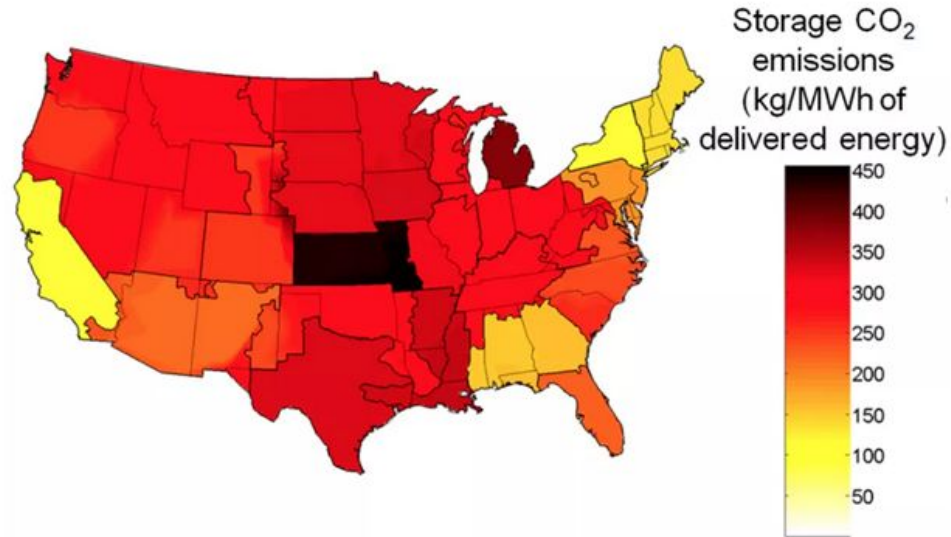 Storage CO₂
emissions
(kg/MWh of
delivered energy)
450
400
350
300
250
200
150
100
50